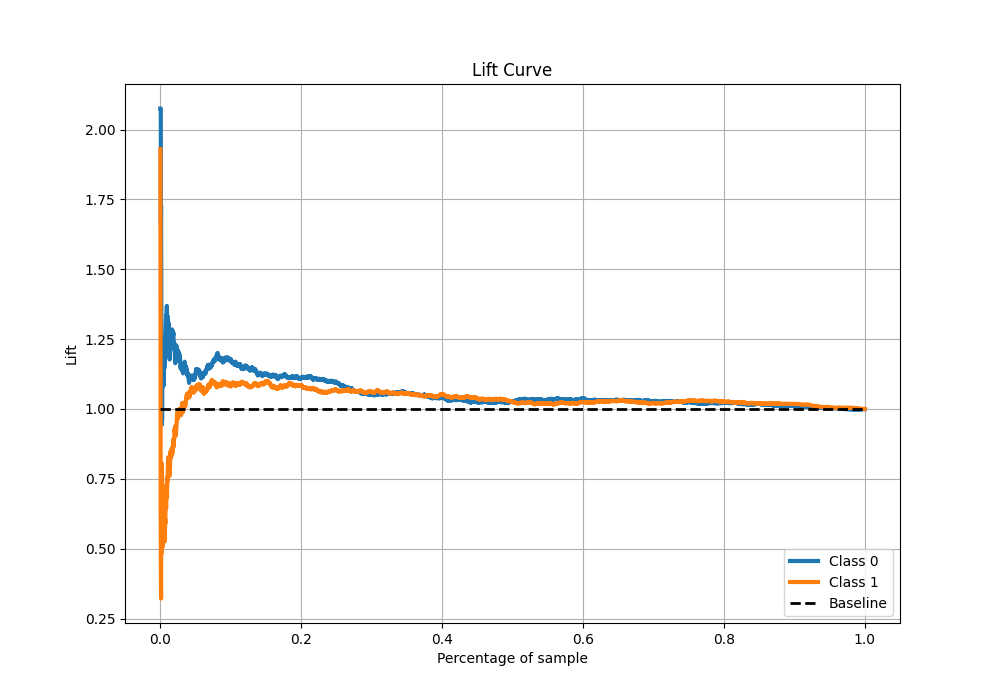 Lift Curve
2.00
1.75
1.50
1.25
1.00
0.75
0.50
0.25
Lift
0.0 0.2 0.4 0.6 0.8 1.0
Percentage of sample
Class 0
Class 1
Baseline